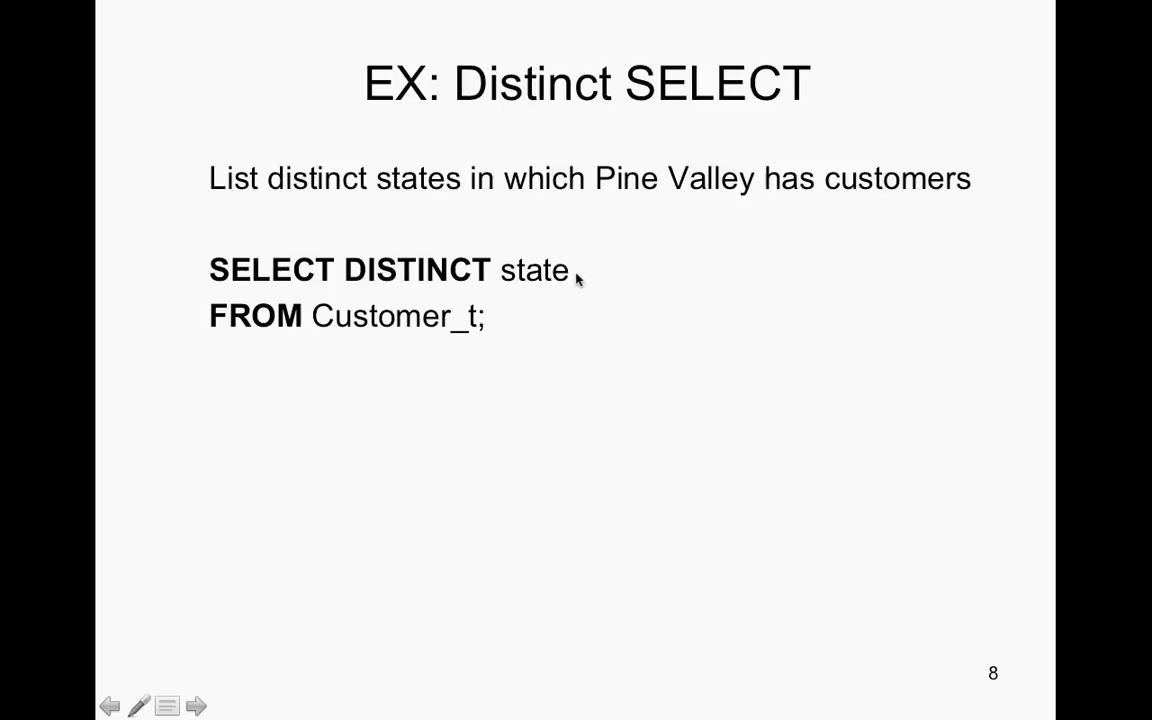 EX: Distinct SELECT
List distinct states in which Pine Valley has customers
SELECT DISTINCT state
FROM Customer_t;
8